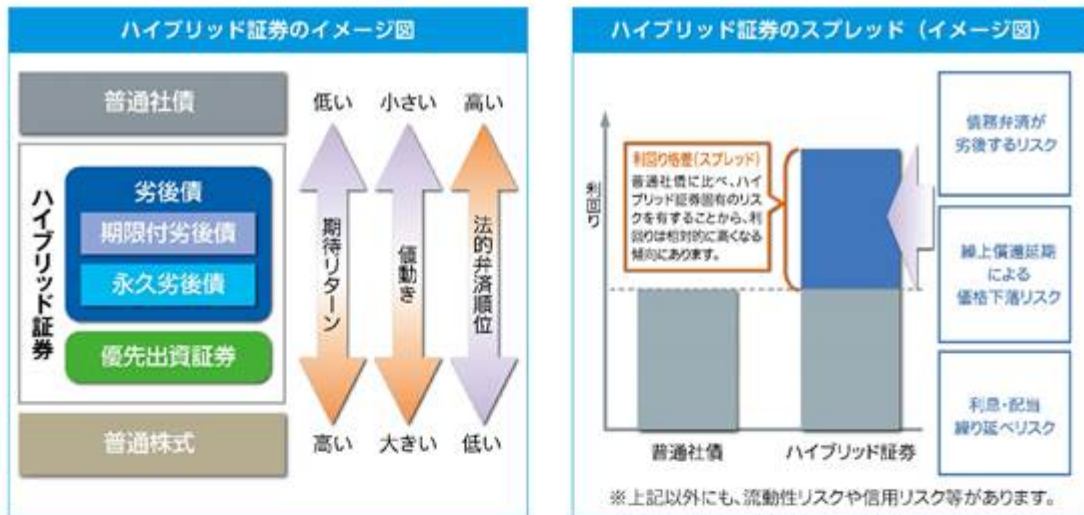 ハイブリッド証券のイメージ図
普通社債
ハイブリッド証券
劣後債
期限付劣後債
永久劣後債
優先出資証券
普通株式
低い
小さい
高い
期待リターン
値動き
法的弁済順位
高い
大きい
低い
ハイブリッド証券のスプレッド（イメージ図）
利回り
利回り格差(スプレッド)
普通社債に比べ、ハイ
ブリッド証券固有のリス
クを有することから、利
回りは相対的に高くなる
傾向にあります。
普通社債
ハイブリッド証券
債務弁済が
劣後するリスク
繰上償還延期
による
価格下落リスク
利息・配当
繰り延べリスク
※上記以外にも、流動性リスクや信用リスク等があります。